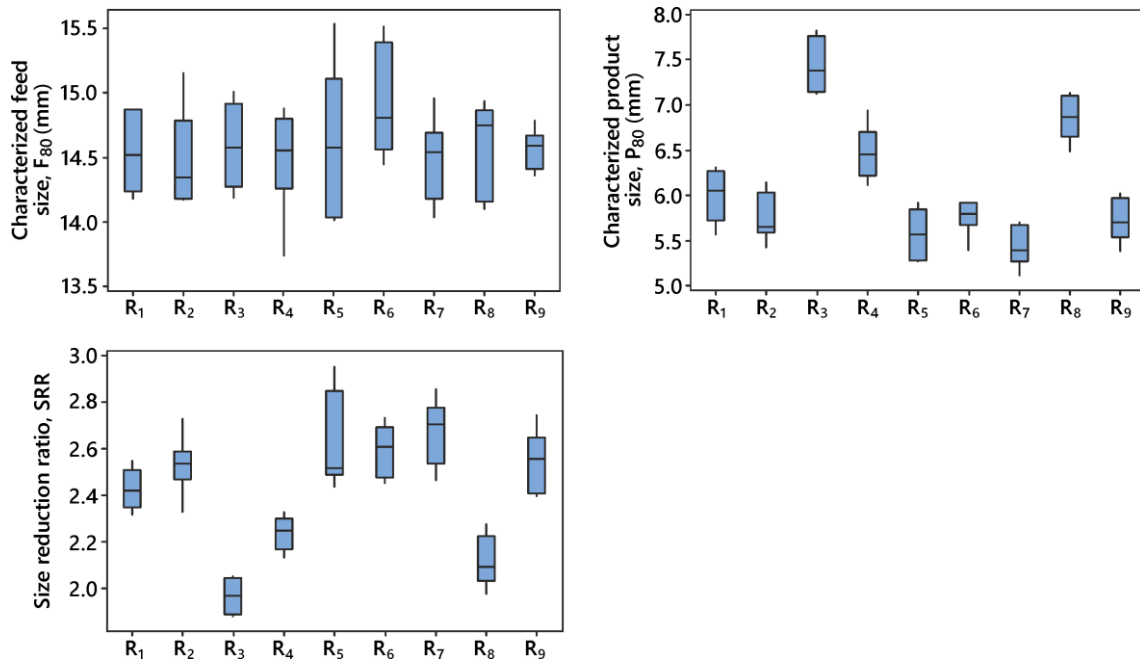 Characterized feed
size, F₈₀ (mm)
15.5
15.0
14.5
14.0
13.5
R₁ R₂ R₃ R₄ R₅ R₆ R₇ R₈ R₉
Characterized product
size, P₈₀ (mm)
8.0
7.5
7.0
6.5
6.0
5.5
5.0
R₁ R₂ R₃ R₄ R₅ R₆ R₇ R₈ R₉
Size reduction ratio, SRR
3.0
2.8
2.6
2.4
2.2
2.0
R₁ R₂ R₃ R₄ R₅ R₆ R₇ R₈ R₉